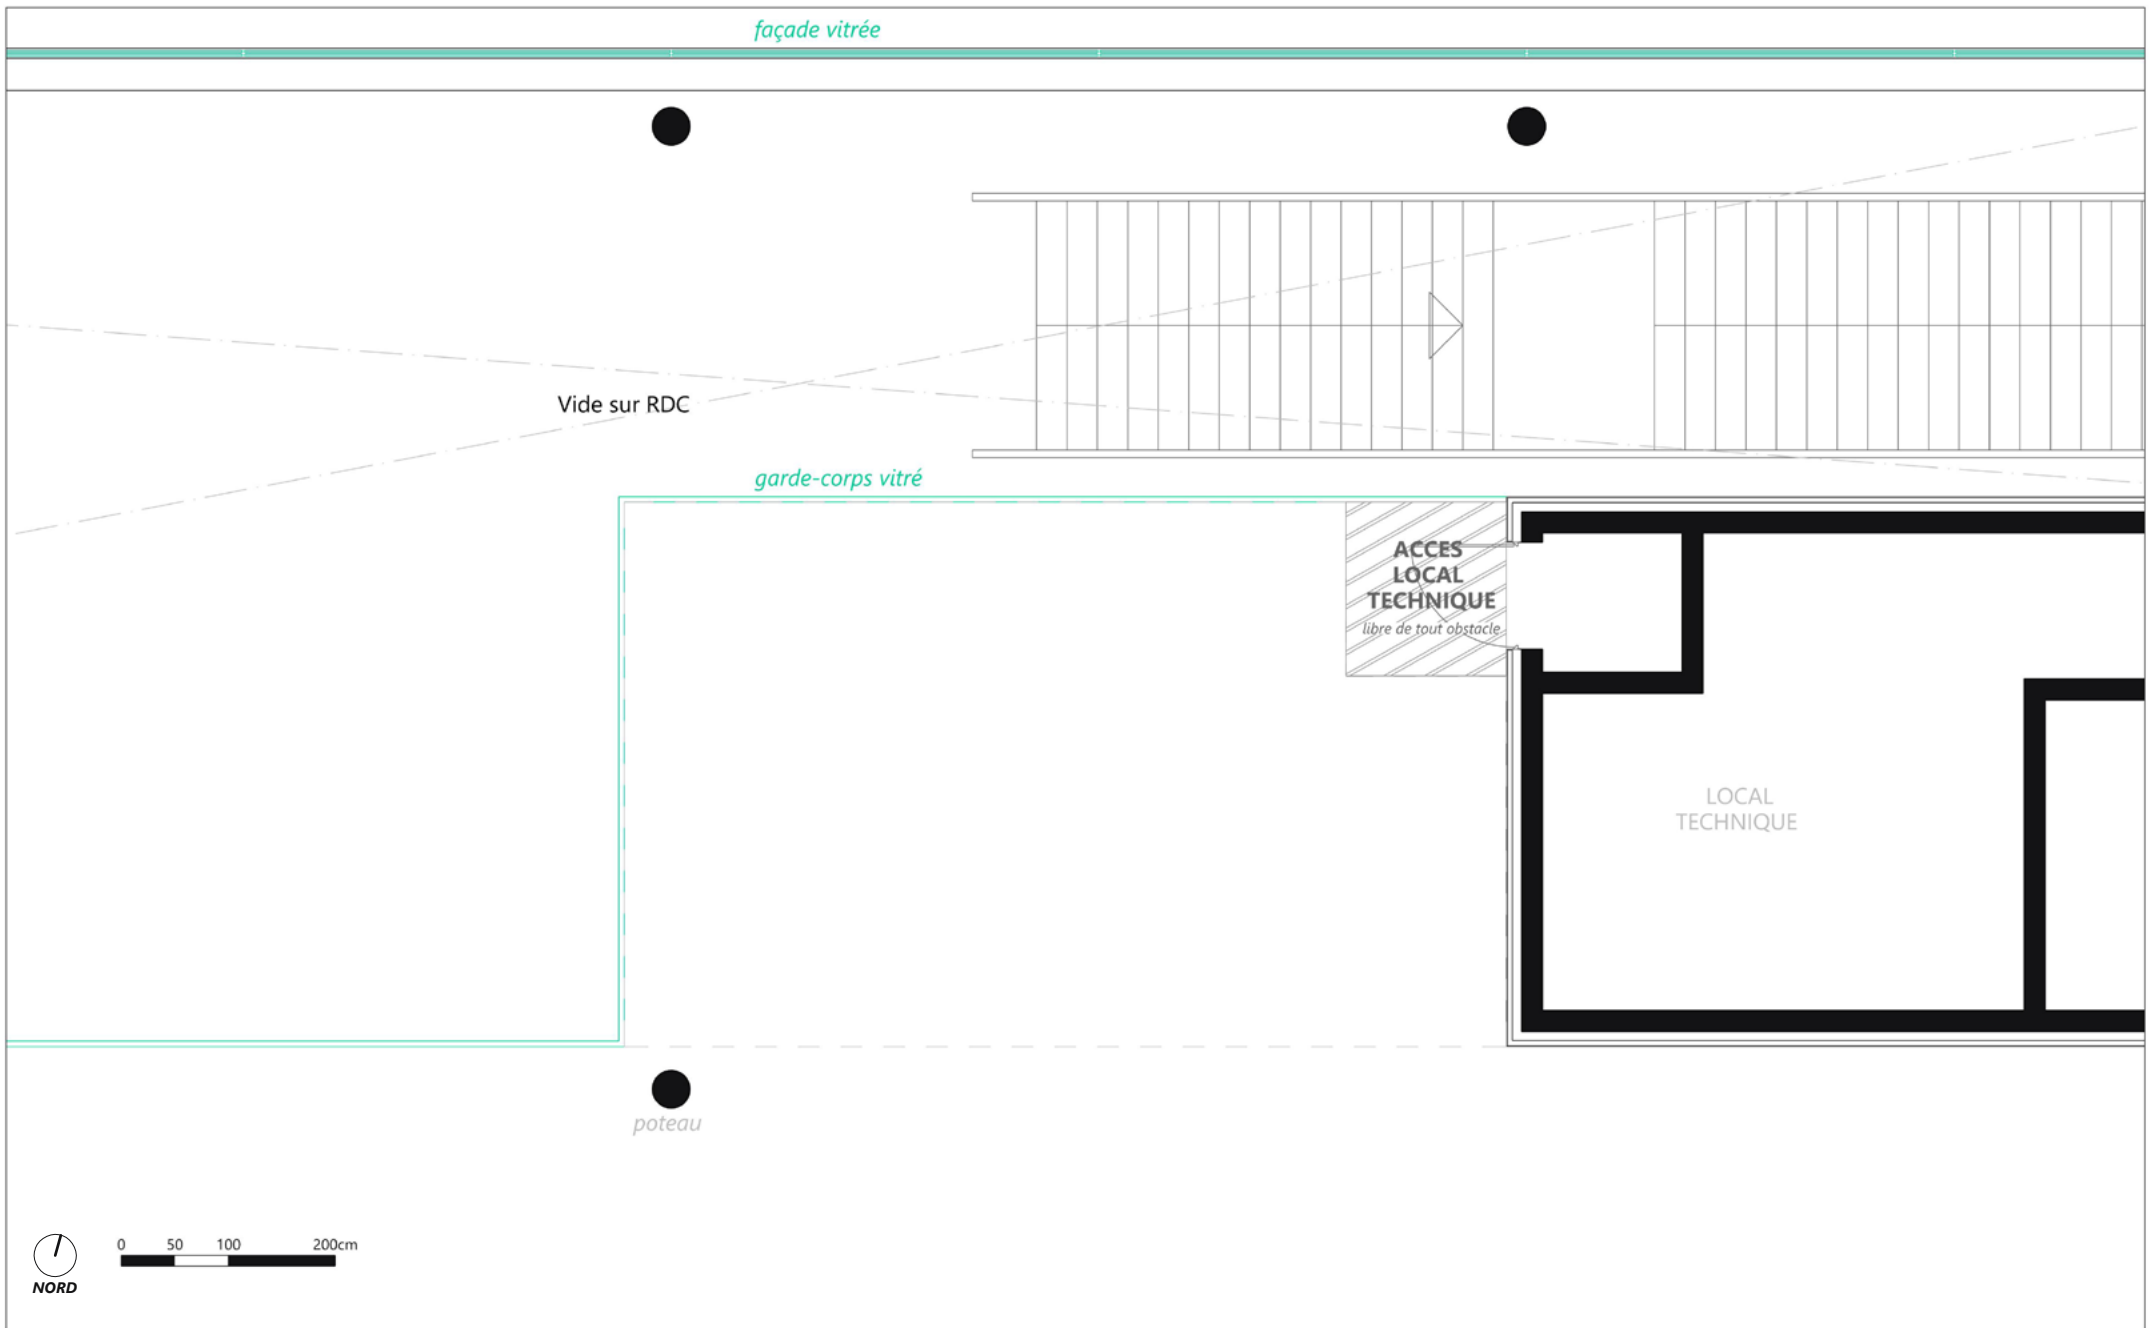 façade vitrée
Vide sur RDC
garde-corps vitré
ACCES
LOCAL
TECHNIQUE
libre de tout obstacle
LOCAL
TECHNIQUE
poteau
0 50 100 200cm
NORD